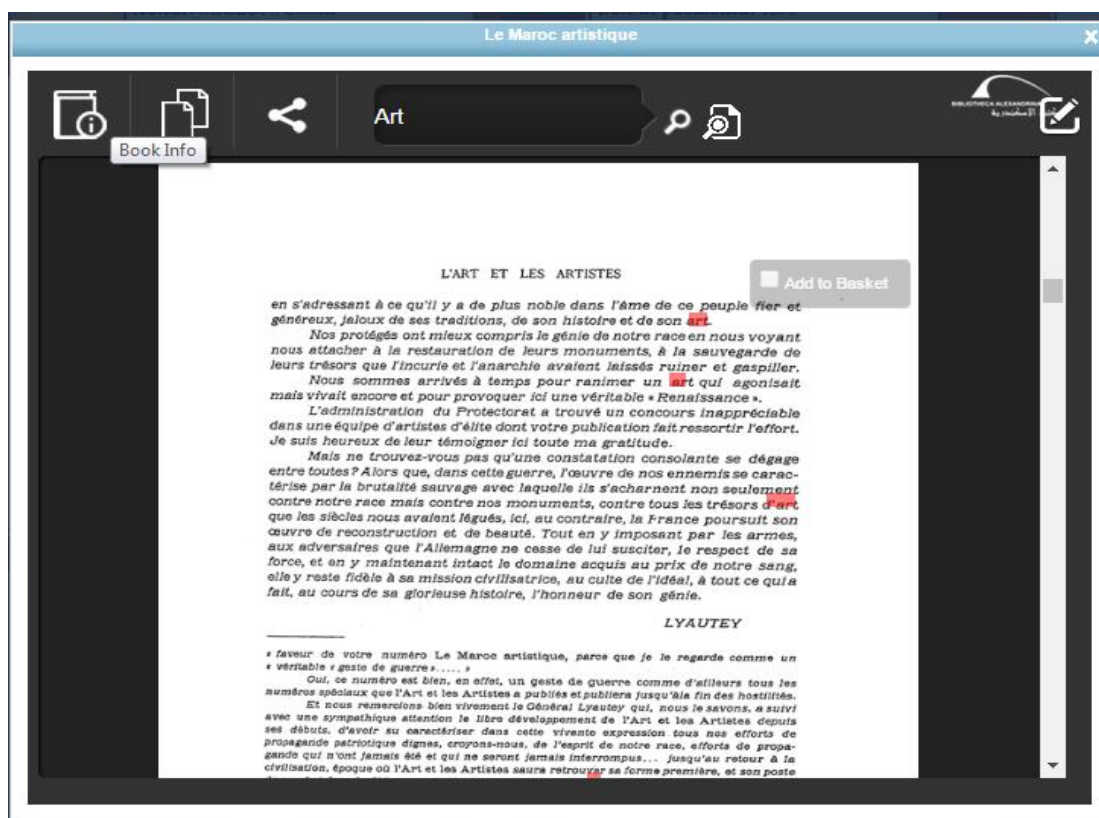 Le Maroc artistique
Art
BIBLIOTHECA ALEXANDRINA
Book Info
L'ART ET LES ARTISTES
Add to Basket
en s'adressant à ce qu'il y a de plus noble dans l'âme de ce peuple fier et
généreux, jaloux de ses traditions, de son histoire et de son art.
Nos protégés ont mieux compris le génie de notre race en nous voyant
nous attacher à la restauration de leurs monuments, à la sauvegarde de
leurs trésors que l'incurie et l'anarchie avaient laissés ruiner et gaspiller.
Nous sommes arrivés à temps pour ranimer un art qui agonisait
mais vivait encore et pour provoquer ici une véritable « Renaissance ».
L'administration du Protectorat a trouvé un concours inappréciable
dans une équipe d'artistes d'élite dont votre publication fait ressortir l'effort.
Je suis heureux de leur témoigner ici toute ma gratitude.
Mais ne trouvez-vous pas qu'une constatation consolante se dégage
entre toutes? Alors que, dans cette guerre, l'œuvre de nos ennemis se carac-
térise par la brutalité sauvage avec laquelle ils s'acharnent non seulement
contre notre race mais contre nos monuments, contre tous les trésors d'art
que les siècles nous avaient légués, ici, au contraire, la France poursuit son
œuvre de reconstruction et de beauté. Tout en y imposant par les armes,
aux adversaires que l'Allemagne ne cesse de lui susciter, le respect de sa
force, et en y maintenant intact le domaine acquis au prix de notre sang,
elle y reste fidèle à sa mission civilisatrice, au culte de l'idéal, à tout ce qui a
fait, au cours de sa glorieuse histoire, l'honneur de son génie.
LYAUTEY
« faveur de votre numéro Le Maroc artistique, parce que je le regarde comme un
« véritable « geste de guerre »..... »
Oui, ce numéro est bien, en effet, un geste de guerre comme d'ailleurs tous les
numéros spéciaux que l'Art et les Artistes a publiés et publiera jusqu'à la fin des hostilités.
Et nous remercions bien vivement le Général Lyautey qui, nous le savons, a suivi
avec une sympathique attention le libre développement de l'Art et les Artistes depuis
ses débuts, d'avoir su caractériser dans cette vivante expression tous nos efforts de
propagande patriotique dignes, croyons-nous, de l'esprit de notre race, efforts de propa-
gande qui n'ont jamais été et qui ne seront jamais interrompus... jusqu'au retour à la
civilisation, époque où l'Art et les Artistes saura retrouver sa forme première, et son poste